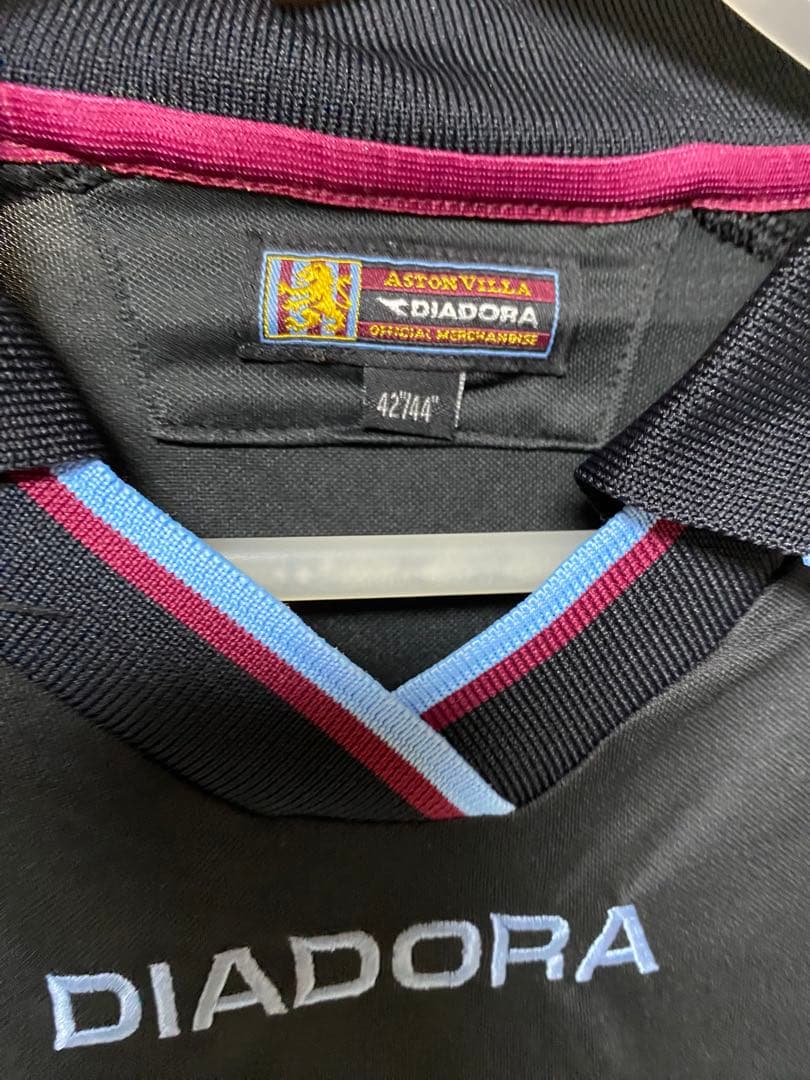 ASTON VILLA
DIADORA
OFFICIAL MERCHANDISE
42"/44"
DIADORA